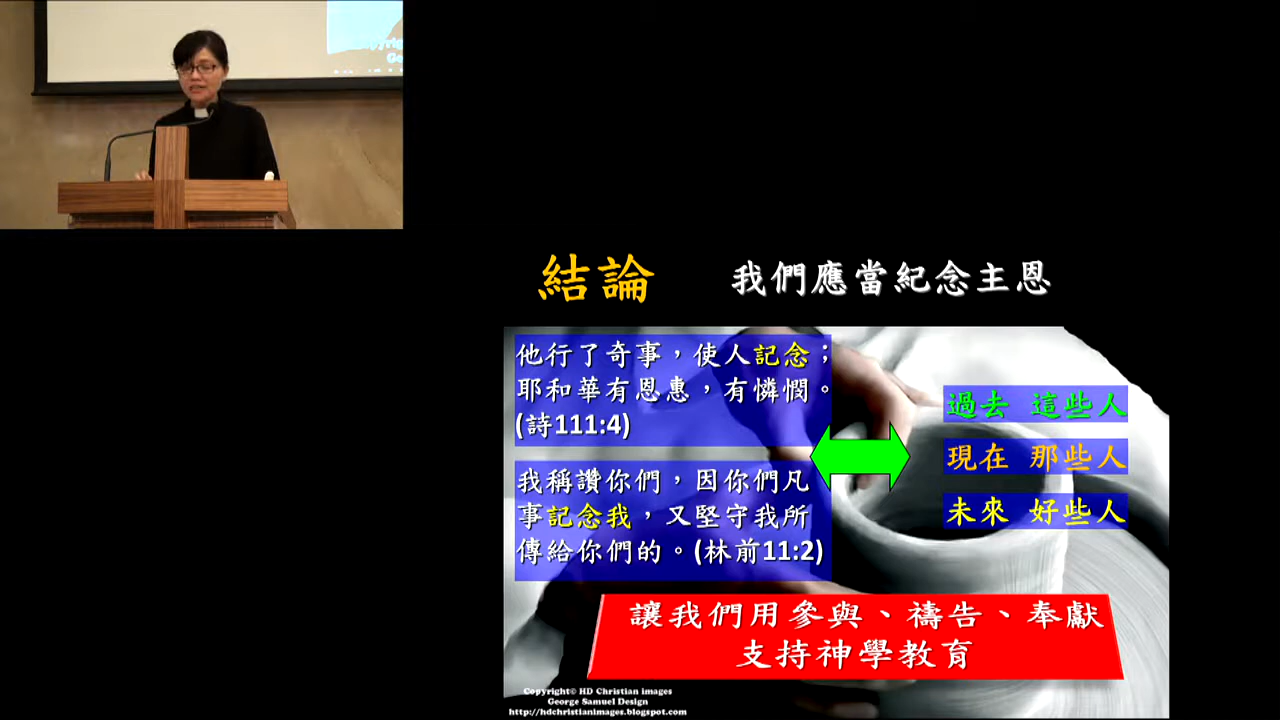 結論 我們應當紀念主恩
他行了奇事，使人記念；
耶和華有恩惠，有憐憫。
(詩111:4)
我稱讚你們，因你們凡
事記念我，又堅守我所
傳給你們的。(林前11:2)
過去 這些人
現在 那些人
未來 好些人
讓我們用參與、禱告、奉獻
支持神學教育
Copyright© HD Christian images
George Samuel Design
http://hdchristianimages.blogspot.com